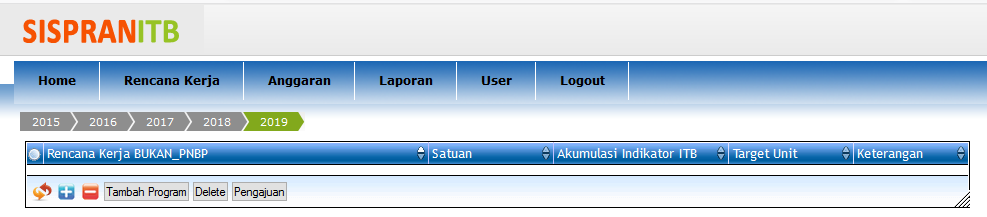 SISPRANITB
Home Rencana Kerja Anggaran Laporan User Logout
2015 2016 2017 2018 2019
Rencana Kerja BUKAN_PNBP Satuan Akumulasi Indikator ITB Target Unit Keterangan
Tambah Program Delete Pengajuan